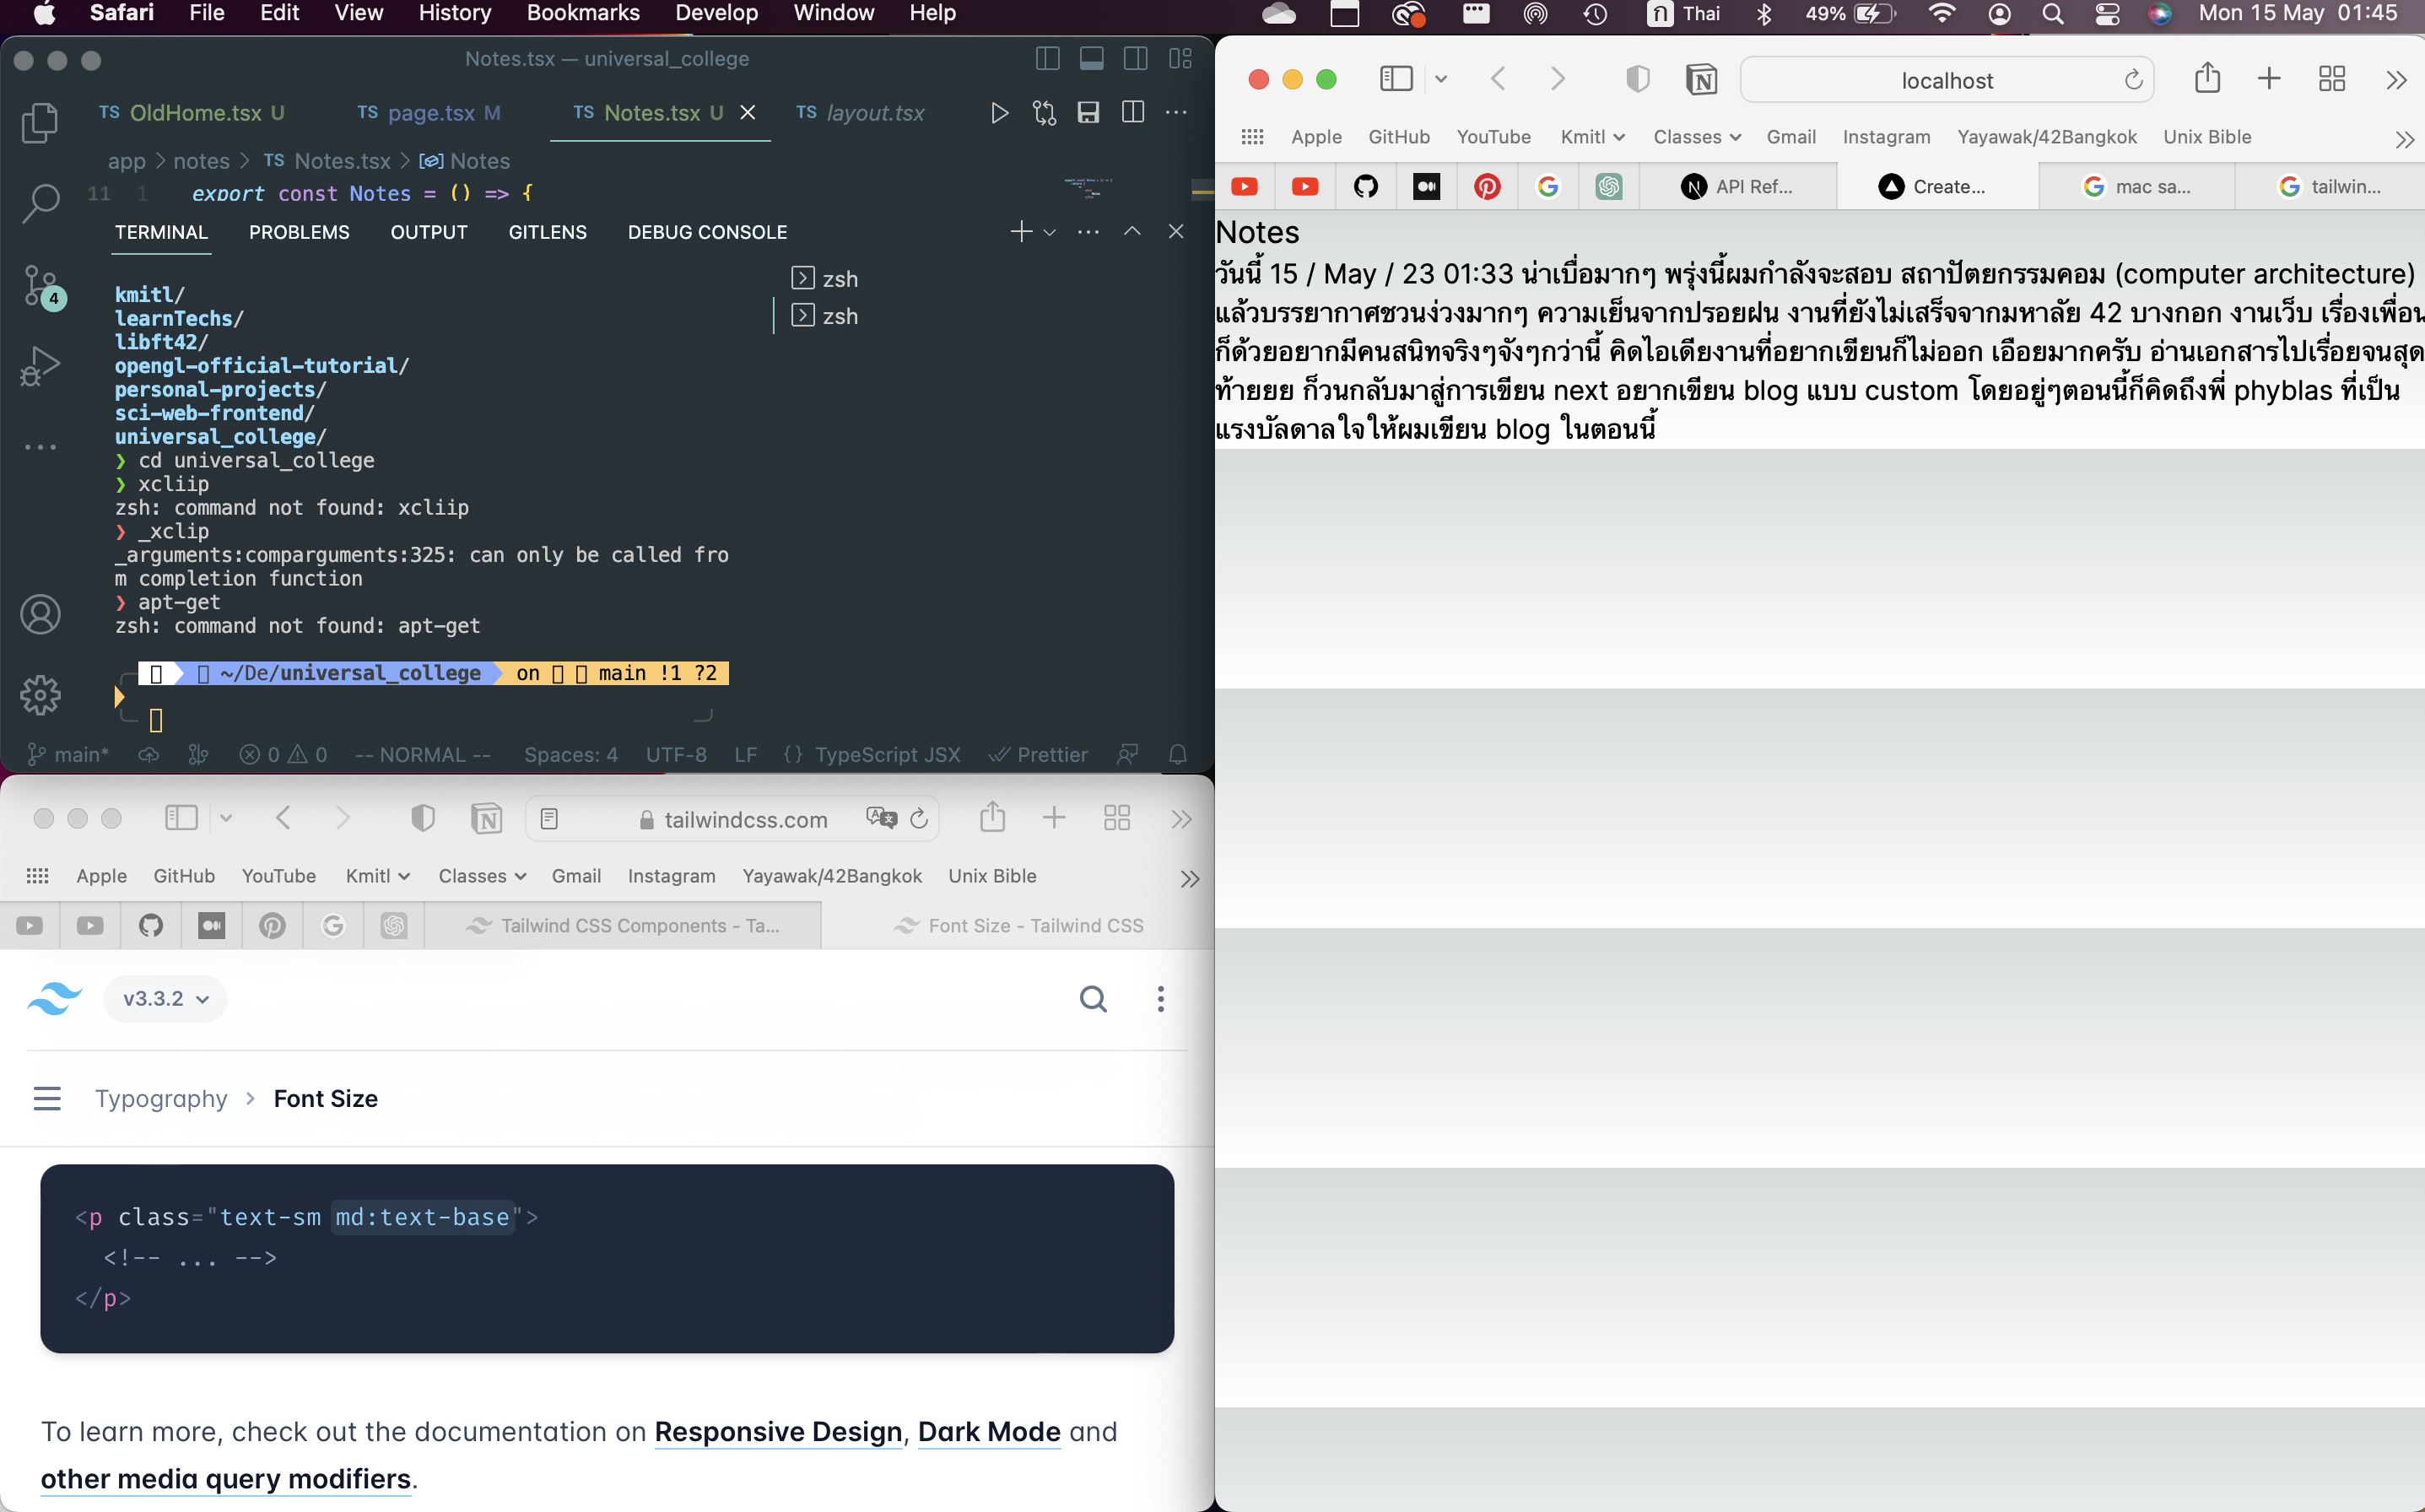 Safari File Edit View History Bookmarks Develop Window Help
Thai 49% Mon 15 May 01:45
Notes.tsx — universal_college
TS OldHome.tsx U TS page.tsx M TS Notes.tsx U TS layout.tsx
app > notes > TS Notes.tsx > Notes
11 1 export const Notes = () => {
TERMINAL PROBLEMS OUTPUT GITLENS DEBUG CONSOLE
kmitl/
learnTechs/
libft42/
opengl-official-tutorial/
personal-projects/
sci-web-frontend/
universal_college/
❯ cd universal_college
❯ xcliip
zsh: command not found: xcliip
❯ _xclip
_arguments:comparguments:325: can only be called fro
m completion function
❯ apt-get
zsh: command not found: apt-get
~/De/universal_college on main !1 ?2
zsh
zsh
4
main* 0 0 -- NORMAL -- Spaces: 4 UTF-8 LF {} TypeScript JSX Prettier
tailwindcss.com
Apple GitHub YouTube Kmitl Classes Gmail Instagram Yayawak/42Bangkok Unix Bible
Tailwind CSS Components - Ta... Font Size - Tailwind CSS
v3.3.2
Typography > Font Size
<p class="text-sm md:text-base">
<!-- ... -->
</p>
To learn more, check out the documentation on Responsive Design, Dark Mode and
other media query modifiers.
localhost
Apple GitHub YouTube Kmitl Classes Gmail Instagram Yayawak/42Bangkok Unix Bible
API Ref... Create... mac sa... tailwin...
Notes
วันนี้ 15 / May / 23 01:33 น่าเบื่อมากๆ พรุ่งนี้ผมกำลังจะสอบ สถาปัตยกรรมคอม (computer architecture)
แล้วบรรยากาศชวนง่วงมากๆ ความเย็นจากปรอยฝน งานที่ยังไม่เสร็จจากมหาลัย 42 บางกอก งานเว็บ เรื่องเพื่อน
ก็ด้วยอยากมีคนสนิทจริงๆจังๆกว่านี้ คิดไอเดียงานที่อยากเขียนก็ไม่ออก เอือยมากครับ อ่านเอกสารไปเรื่อยจนสุด
ท้ายยย ก็วนกลับมาสู่การเขียน next อยากเขียน blog แบบ custom โดยอยู่ๆตอนนี้ก็คิดถึงพี่ phyblas ที่เป็น
แรงบัลดาลใจให้ผมเขียน blog ในตอนนี้